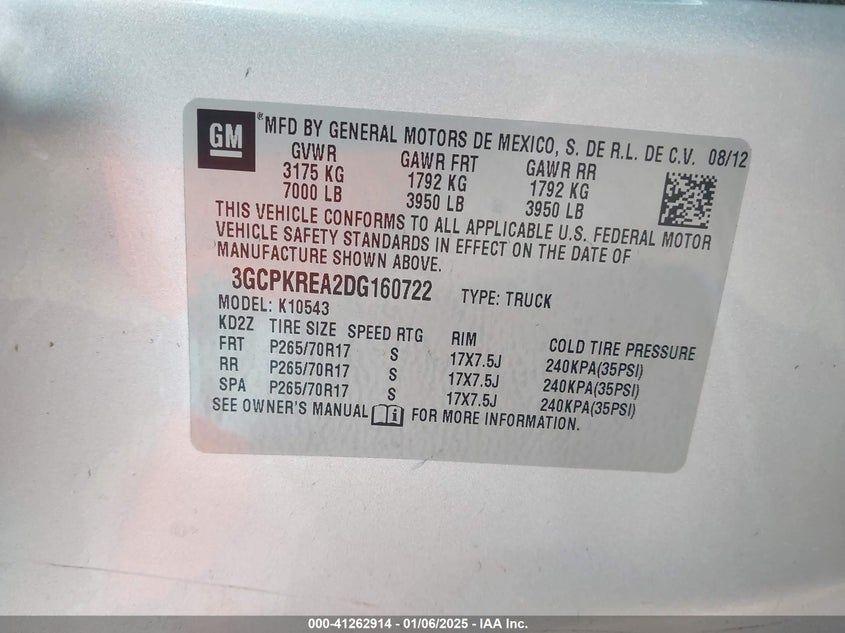 GM ® MFD BY GENERAL MOTORS DE MEXICO, S. DE R.L. DE C.V. 08/12
GVWR GAWR FRT GAWR RR
3175 KG 1792 KG 1792 KG
7000 LB 3950 LB 3950 LB
THIS VEHICLE CONFORMS TO ALL APPLICABLE U.S. FEDERAL MOTOR
VEHICLE SAFETY STANDARDS IN EFFECT ON THE DATE OF
MANUFACTURE SHOWN ABOVE.
3GCPKREA2DG160722 TYPE: TRUCK
MODEL: K10543
KD2Z TIRE SIZE SPEED RTG RIM COLD TIRE PRESSURE
FRT P265/70R17 S 17X7.5J 240KPA(35PSI)
RR P265/70R17 S 17X7.5J 240KPA(35PSI)
SPA P265/70R17 S 17X7.5J 240KPA(35PSI)
SEE OWNER'S MANUAL i FOR MORE INFORMATION.
000-41262914 - 01/06/2025 - IAA Inc.